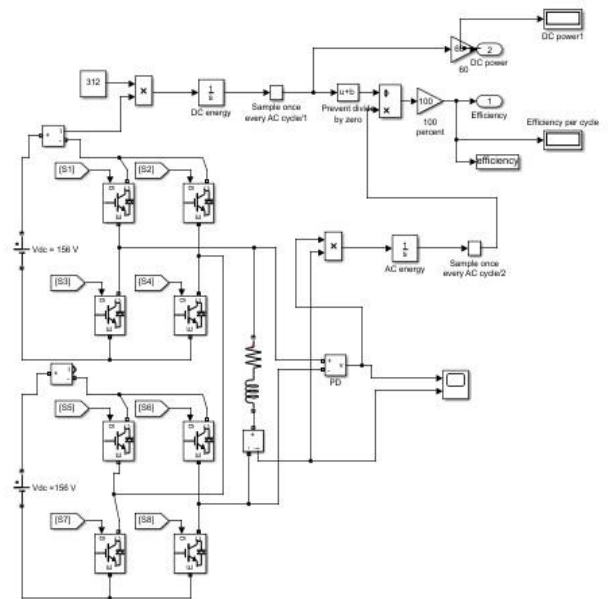 DC power1
60
2
DC power
60
312
×
1
s
DC energy
Sample once
every AC cycle/1
u+b
Prevent divide
by zero
×
100
100
percent
1
Efficiency
Efficiency per cycle
efficiency
[S1]
[S2]
Vdc = 156 V
[S3]
[S4]
×
1
s
AC energy
Sample once
every AC cycle/2
PD
[S5]
[S6]
Vdc =156 V
[S7]
[S8]